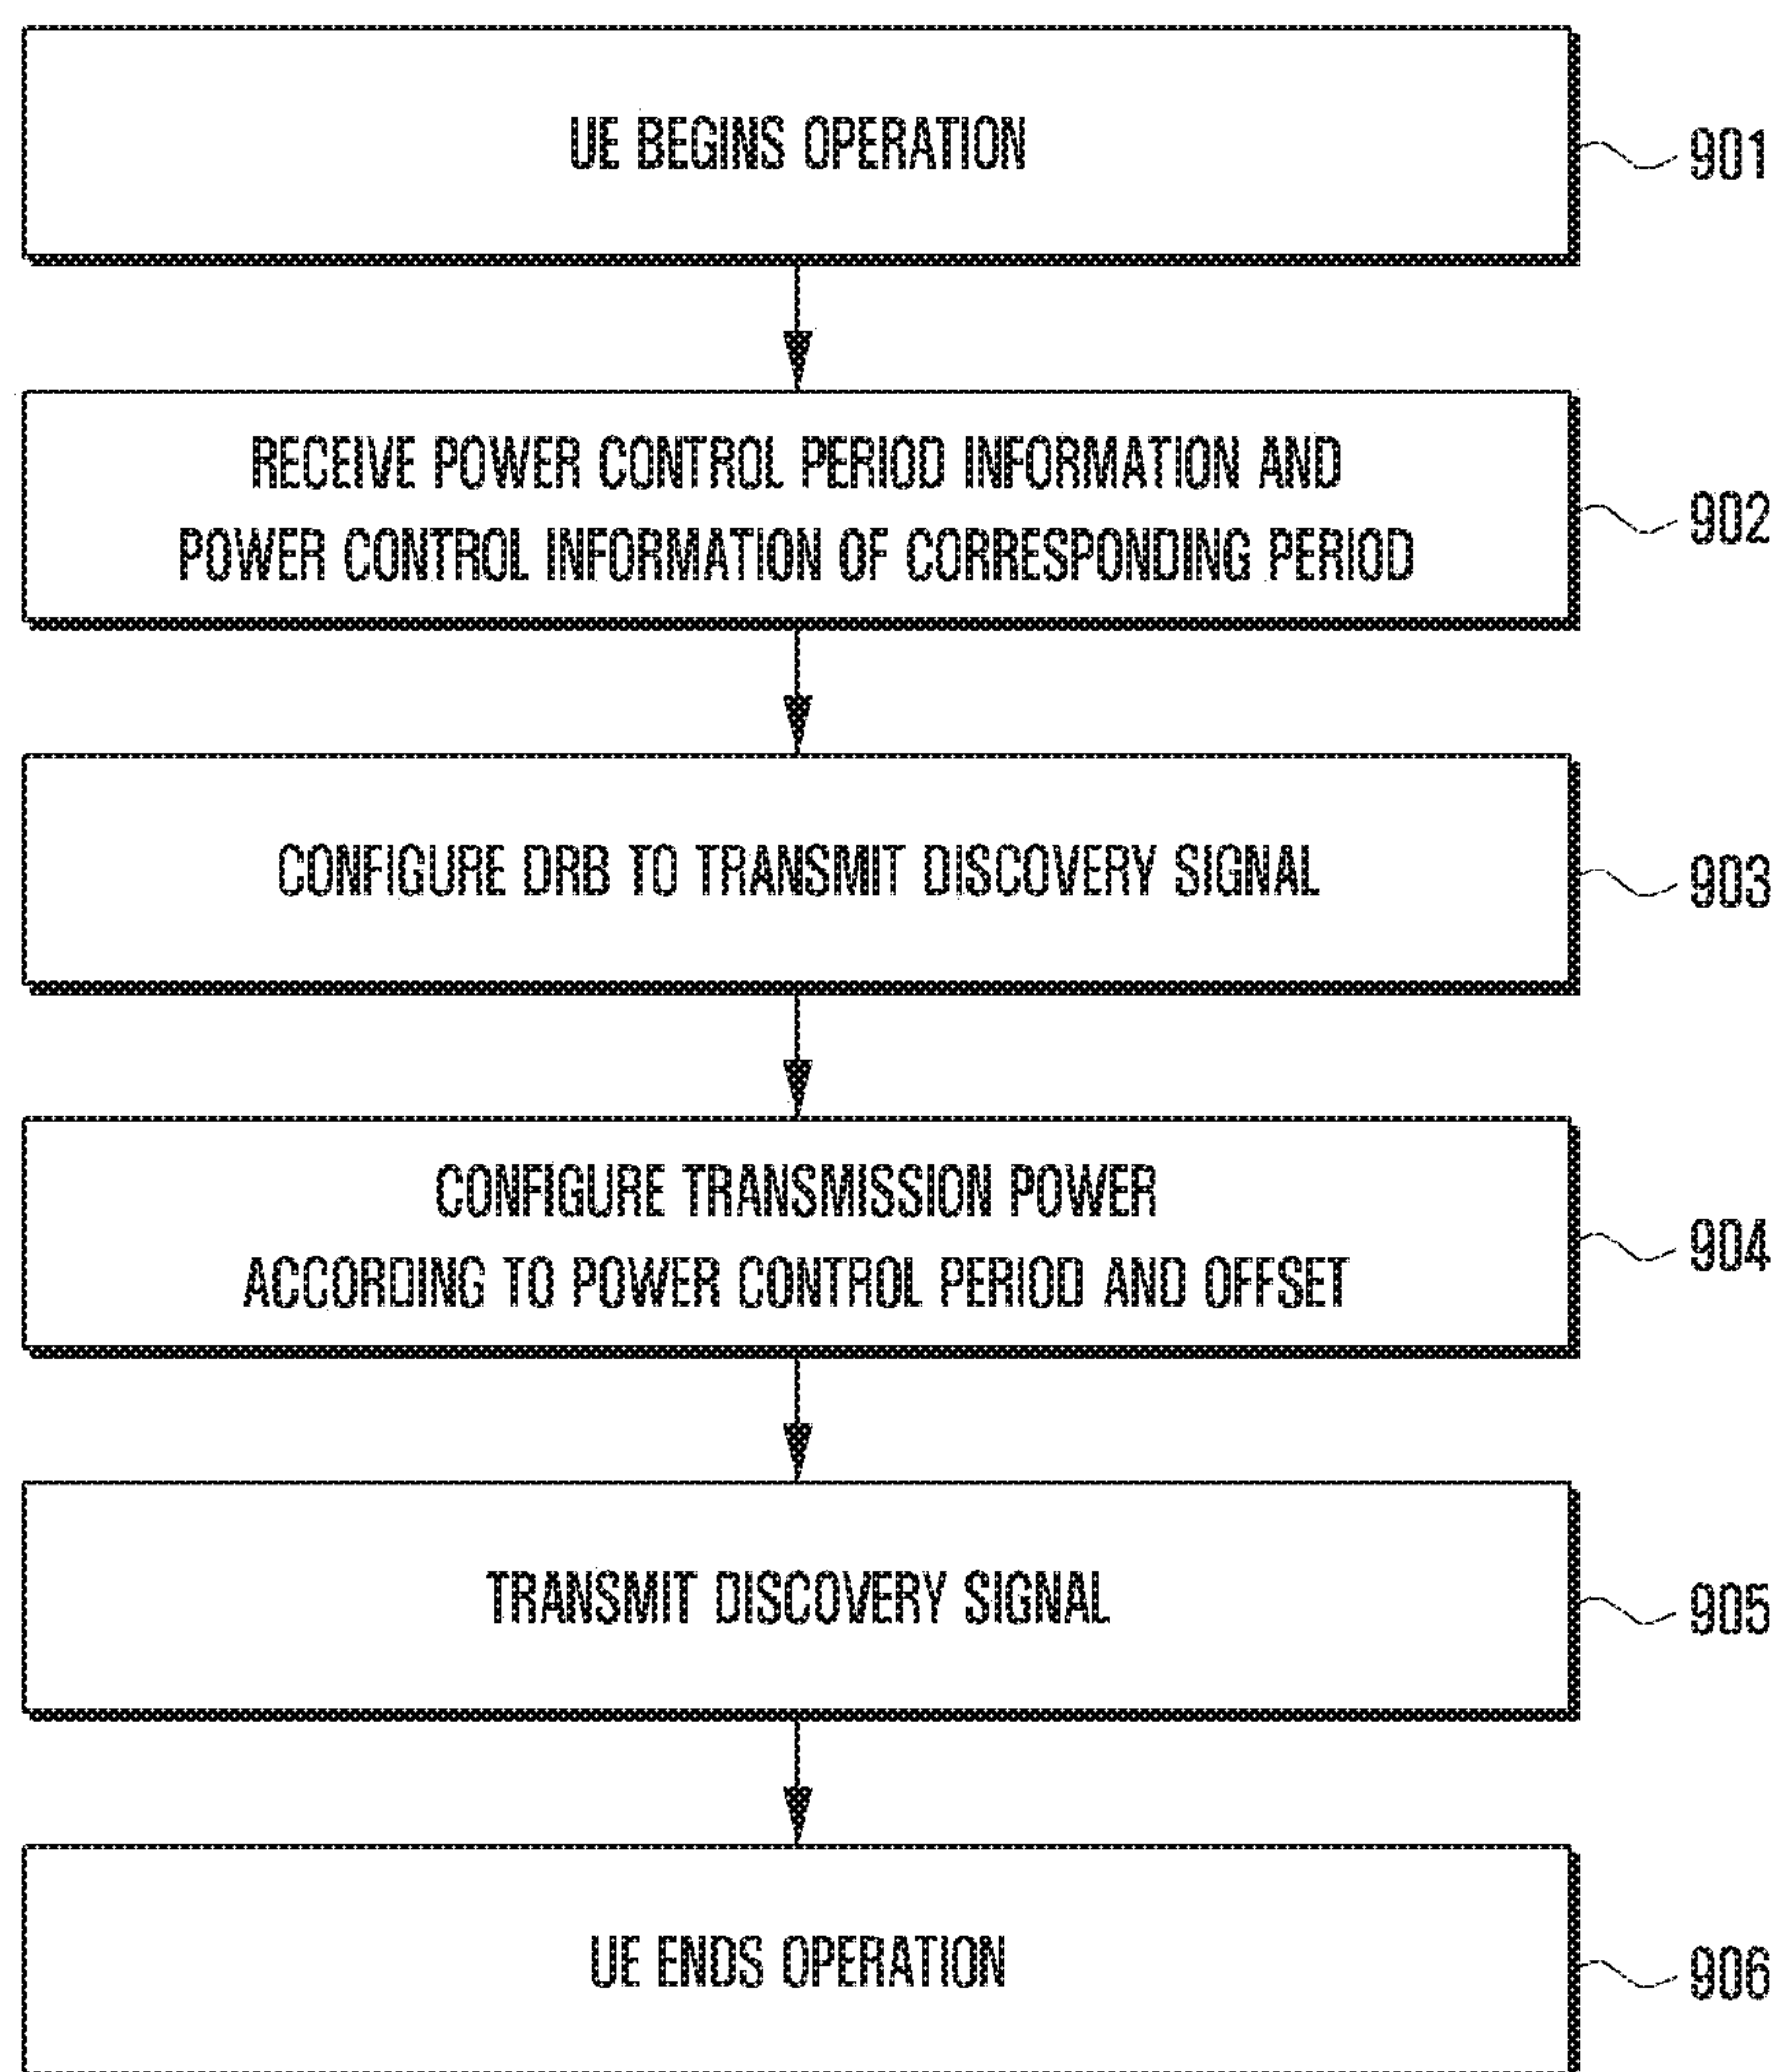 UE BEGINS OPERATION
901
RECEIVE POWER CONTROL PERIOD INFORMATION AND
POWER CONTROL INFORMATION OF CORRESPONDING PERIOD
902
CONFIGURE DRB TO TRANSMIT DISCOVERY SIGNAL
903
CONFIGURE TRANSMISSION POWER
ACCORDING TO POWER CONTROL PERIOD AND OFFSET
904
TRANSMIT DISCOVERY SIGNAL
905
UE ENDS OPERATION
906